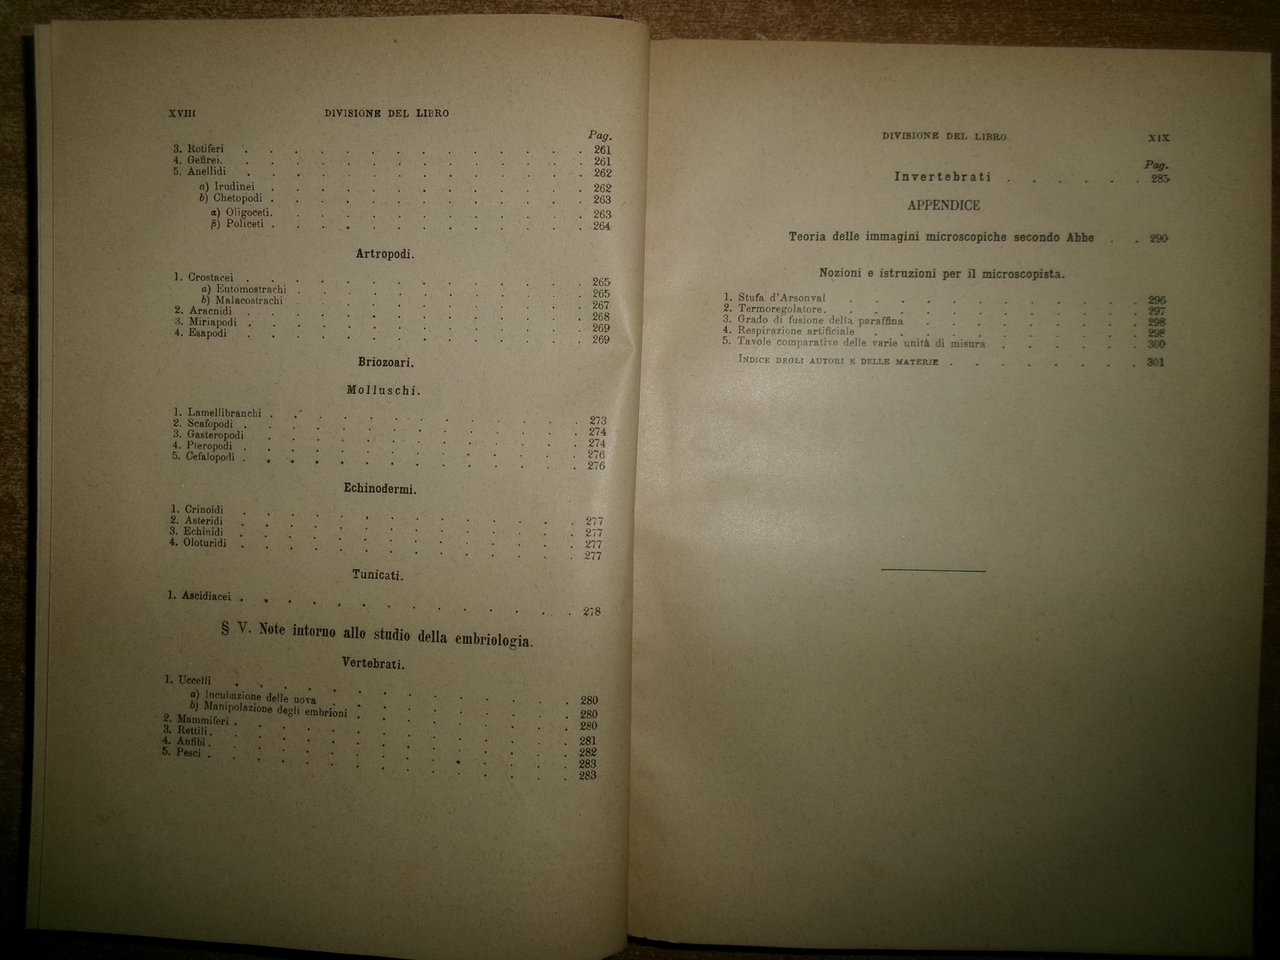 XVIII DIVISIONE DEL LIBRO
Pag.
3. Rotiferi . . . . . . . . . . . . . . 261
4. Gefirei. . . . . . . . . . . . . . . 261
5. Anellidi . . . . . . . . . . . . . . 262
a) Irudinei . . . . . . . . . . . . . 262
b) Chetopodi . . . . . . . . . . . . . 263
α) Oligoceti. . . . . . . . . . . . . 263
β) Policeti . . . . . . . . . . . . . 264
Artropodi.
1. Crostacei . . . . . . . . . . . . . . 265
a) Entomostrachi . . . . . . . . . . . . 265
b) Malacostrachi . . . . . . . . . . . . 267
2. Aracnidi . . . . . . . . . . . . . . 268
3. Miriapodi . . . . . . . . . . . . . . 269
4. Esapodi . . . . . . . . . . . . . . 269
Briozoari.
Molluschi.
1. Lamellibranchi . . . . . . . . . . . . . 273
2. Scafopodi . . . . . . . . . . . . . . 274
3. Gasteropodi . . . . . . . . . . . . . 274
4. Pteropodi . . . . . . . . . . . . . . 276
5. Cefalopodi . . . . . . . . . . . . . . 276
Echinodermi.
1. Crinoidi . . . . . . . . . . . . . . 277
2. Asteridi . . . . . . . . . . . . . . 277
3. Echinidi . . . . . . . . . . . . . . 277
4. Oloturidi . . . . . . . . . . . . . . 277
Tunicati.
1. Ascidiacei . . . . . . . . . . . . . . 278
§ V. Note intorno allo studio della embriologia.
Vertebrati.
1. Uccelli . . . . . . . . . . . . . . 280
a) Incubazione delle uova . . . . . . . . . . 280
b) Manipolazione degli embrioni . . . . . . . . . 280
2. Mammiferi . . . . . . . . . . . . . . 281
3. Rettili. . . . . . . . . . . . . . . 282
4. Anfibi . . . . . . . . . . . . . . . 283
5. Pesci . . . . . . . . . . . . . . . 283
DIVISIONE DEL LIBRO XIX
Pag.
Invertebrati . . . . . . 285
APPENDICE
Teoria delle immagini microscopiche secondo Abbe . . 290
Nozioni e istruzioni per il microscopista.
1. Stufa d'Arsonval . . . . . . . . . . . . 296
2. Termoregolatore. . . . . . . . . . . . . 297
3. Grado di fusione della paraffina . . . . . . . . . 298
4. Respirazione artificiale . . . . . . . . . . . 298
5. Tavole comparative delle varie unità di misura . . . . . . 300
INDICE DEGLI AUTORI E DELLE MATERIE . . . . . . . . 301